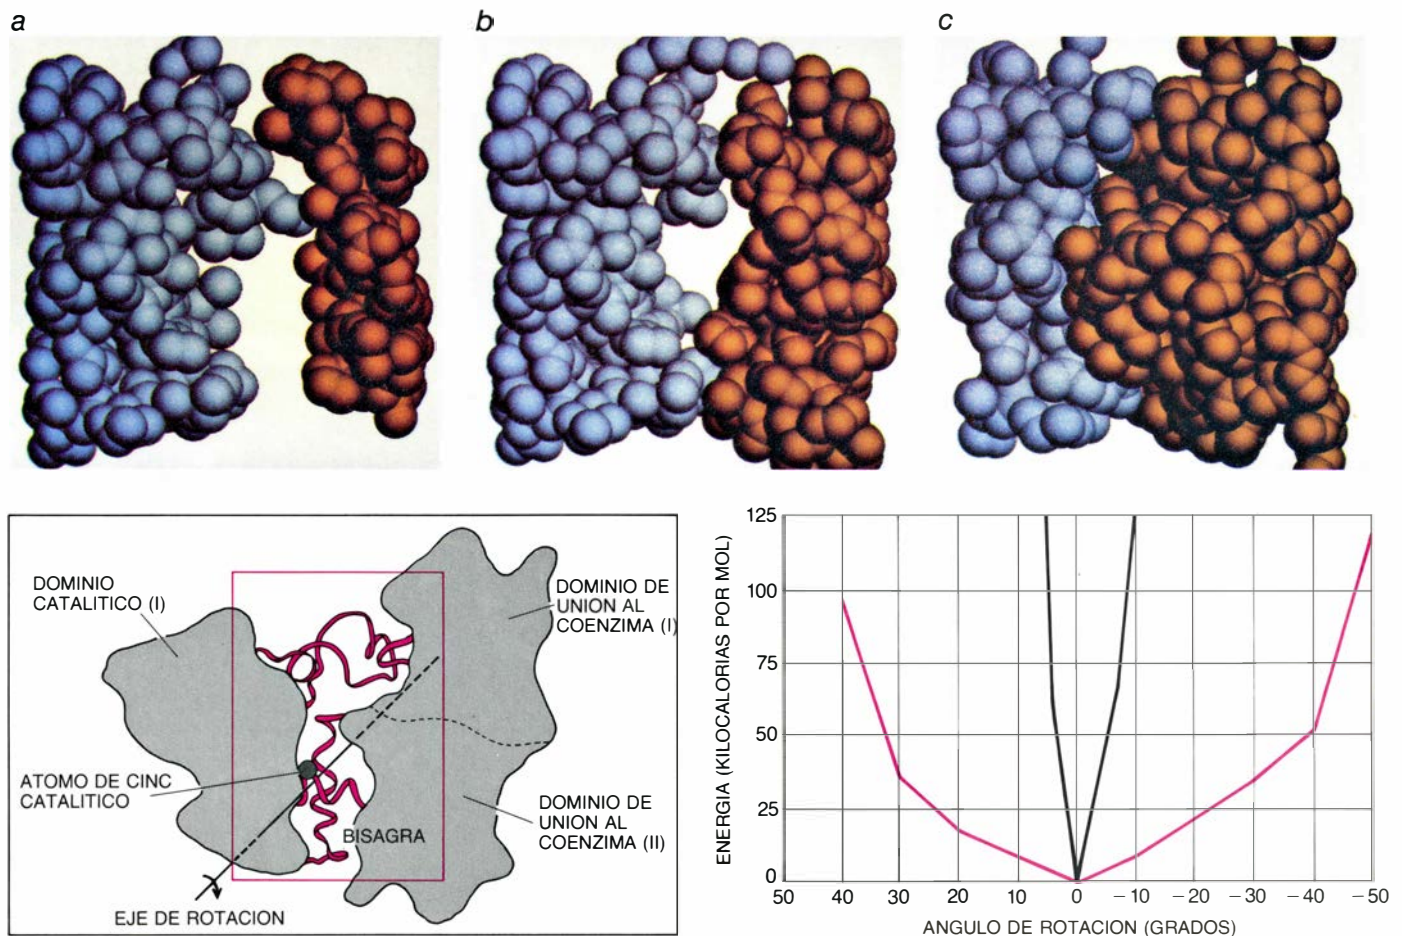 a
b
c
DOMINIO
CATALITICO (I)
DOMINIO DE
UNION AL
COENZIMA (I)
ATOMO DE CINC
CATALITICO
BISAGRA
DOMINIO DE
UNION AL
COENZIMA (II)
EJE DE ROTACION
ENERGIA (KILOCALORIAS POR MOL)
125
100
75
50
25
0
50 40 30 20 10 0 −10 −20 −30 −40 −50
ANGULO DE ROTACION (GRADOS)